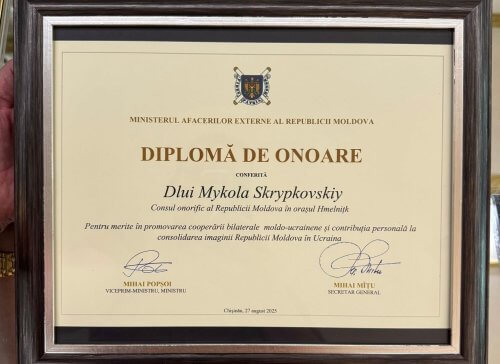 MINISTERUL AFACERILOR EXTERNE AL REPUBLICII MOLDOVA
DIPLOMĂ DE ONOARE
CONFERITĂ
Dlui Mykola Skrypkovskiy
Consul onorific al Republicii Moldova în orașul Hmelnițk
Pentru merite în promovarea cooperării bilaterale moldo-ucrainene și contribuția personală la
consolidarea imaginii Republicii Moldova în Ucraina
MIHAI POPȘOI
VICEPRIM-MINISTRU, MINISTRU
MIHAI MÎȚU
SECRETAR GENERAL
Chișinău, 27 august 2025